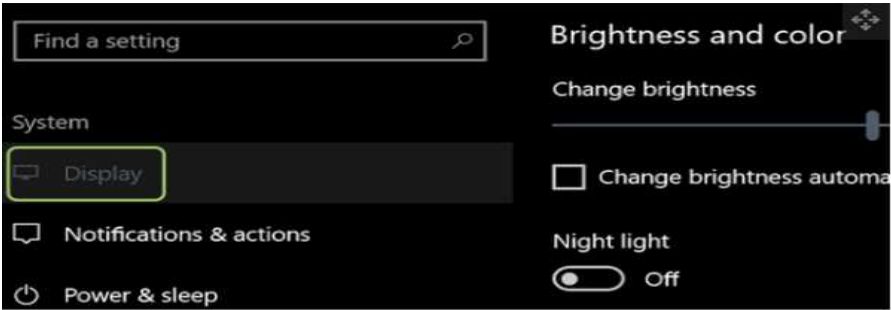 Find a setting
System
Display
Notifications & actions
Power & sleep
Brightness and color
Change brightness
Change brightness automa
Night light
Off